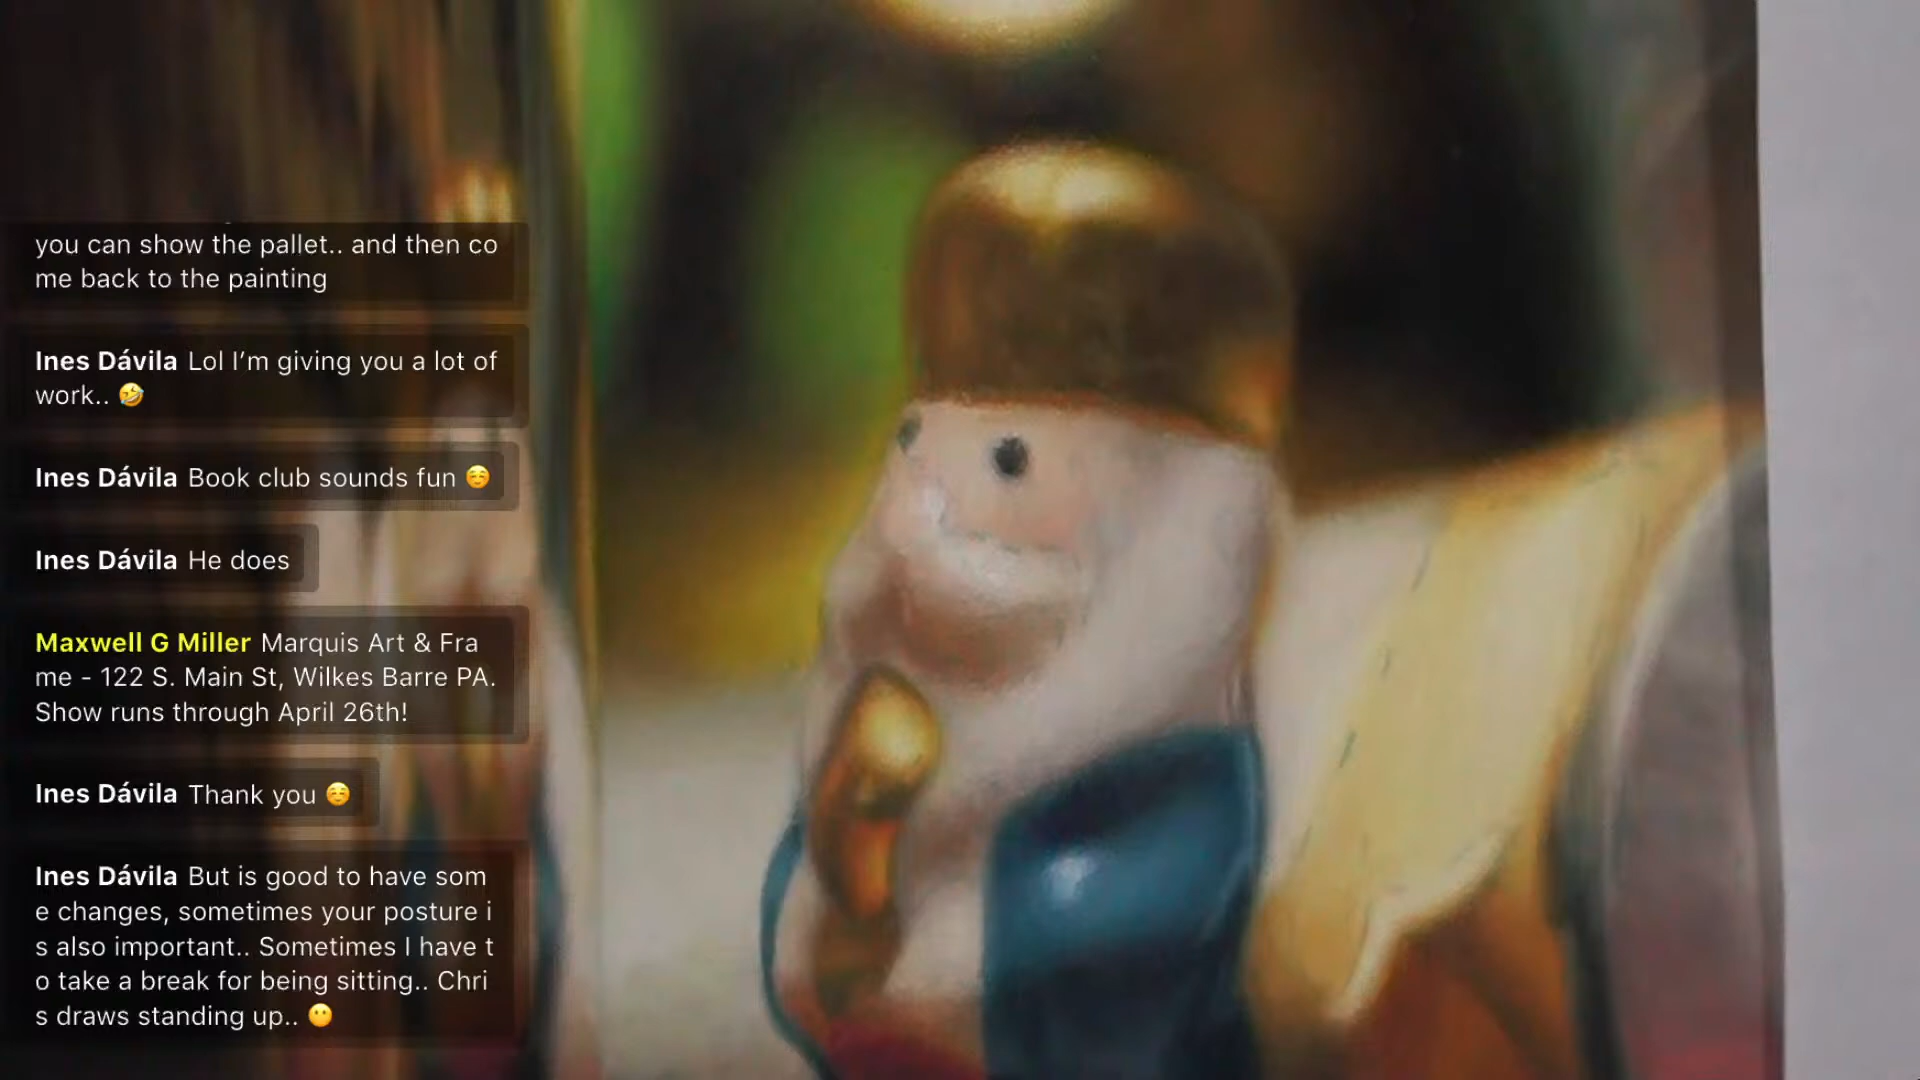 you can show the pallet.. and then co
me back to the painting
Ines Dávila Lol I’m giving you a lot of
work.. 🤣
Ines Dávila Book club sounds fun ☺️
Ines Dávila He does
Maxwell G Miller Marquis Art & Fra
me - 122 S. Main St, Wilkes Barre PA.
Show runs through April 26th!
Ines Dávila Thank you ☺️
Ines Dávila But is good to have som
e changes, sometimes your posture i
s also important.. Sometimes I have t
o take a break for being sitting.. Chri
s draws standing up.. 😶